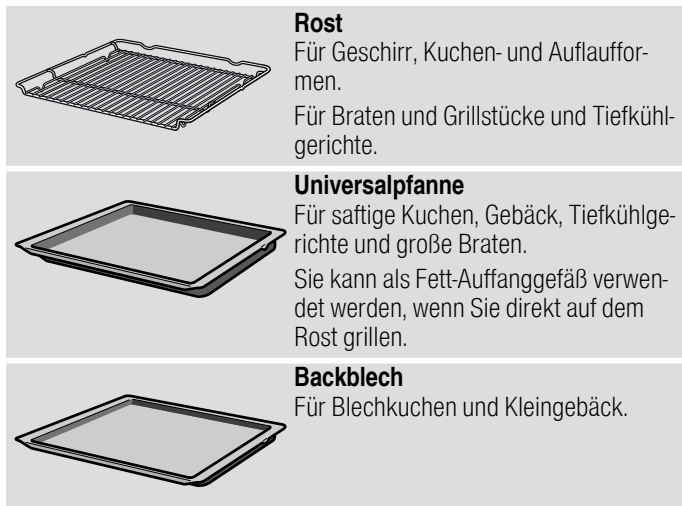 Rost
Für Geschirr, Kuchen- und Auflauffor-
men.
Für Braten und Grillstücke und Tiefkühl-
gerichte.
Universalpfanne
Für saftige Kuchen, Gebäck, Tiefkühlge-
richte und große Braten.
Sie kann als Fett-Auffanggefäß verwen-
det werden, wenn Sie direkt auf dem
Rost grillen.
Backblech
Für Blechkuchen und Kleingebäck.